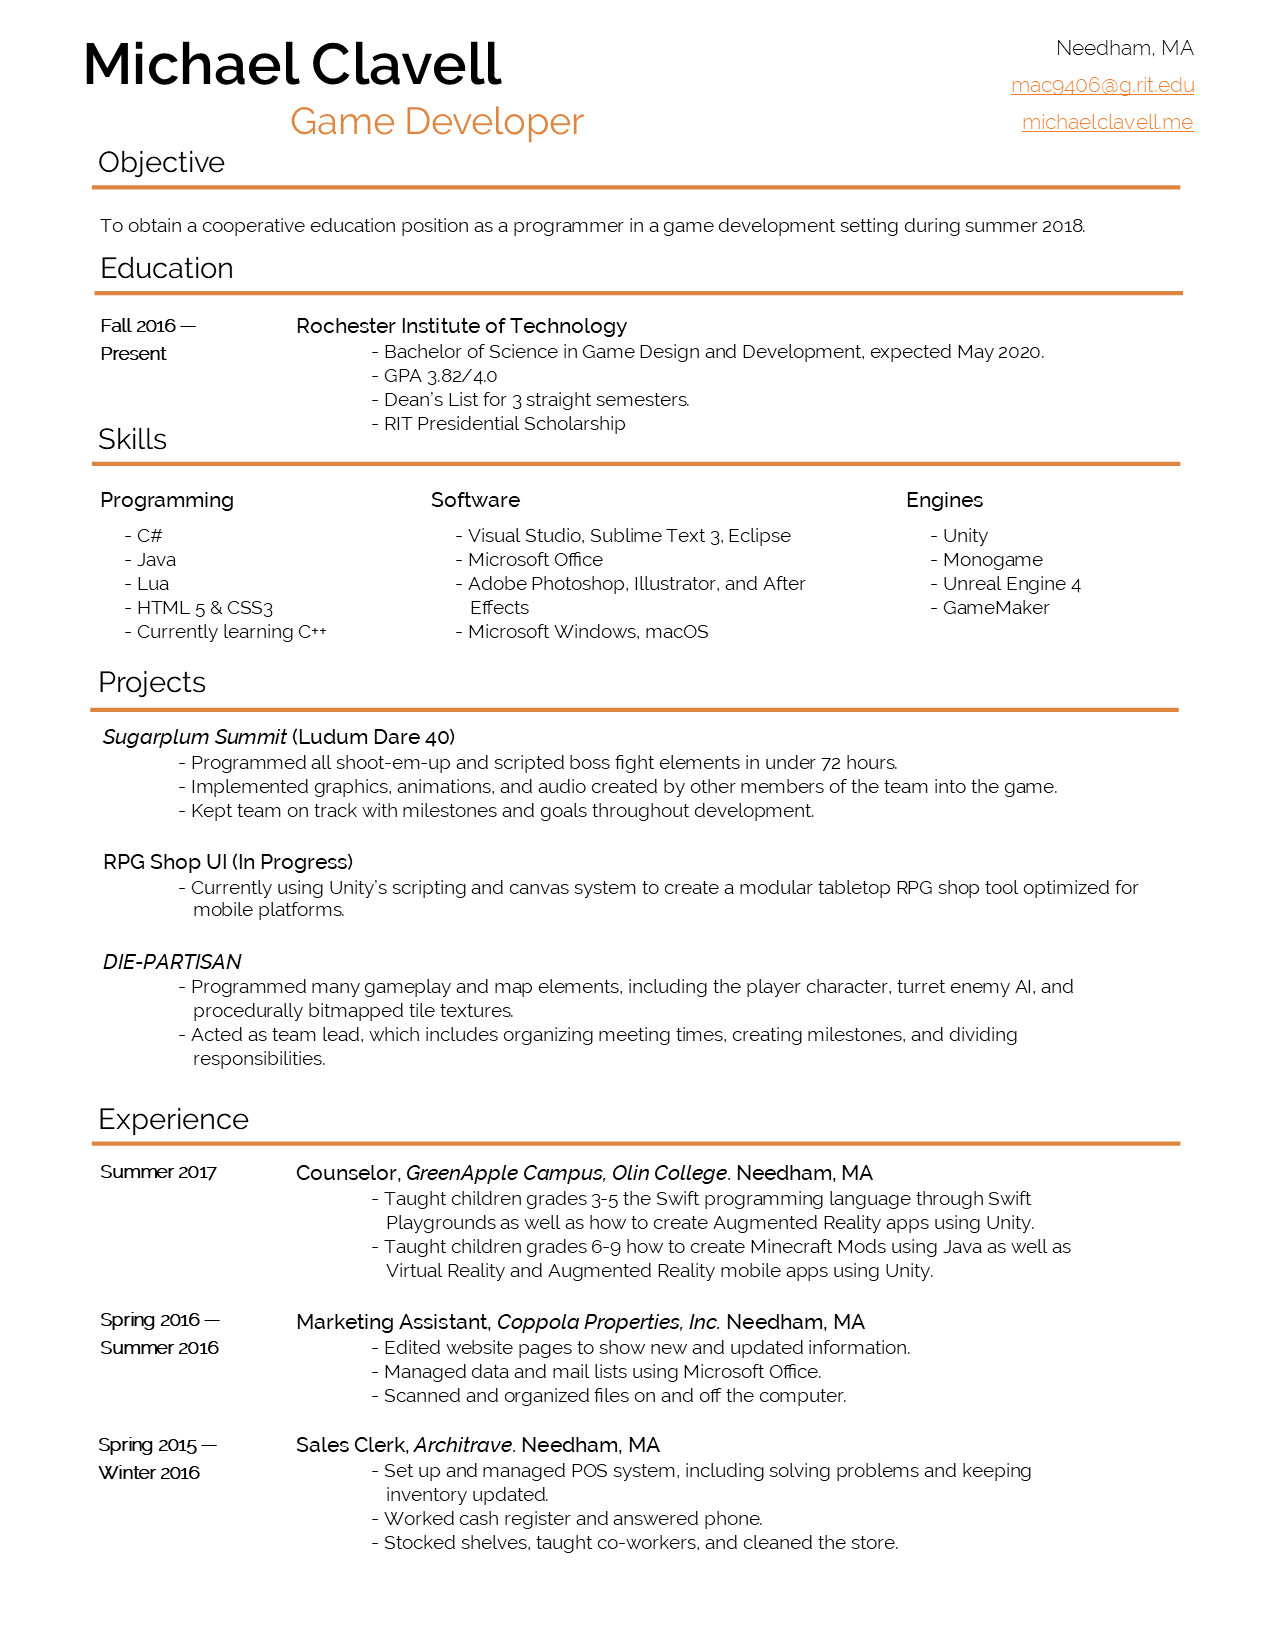 Michael Clavell
Game Developer
Needham, MA
mac9406@g.rit.edu
michaelclavell.me
Objective
To obtain a cooperative education position as a programmer in a game development setting during summer 2018.
Education
Fall 2016 —
Present
Rochester Institute of Technology
- Bachelor of Science in Game Design and Development, expected May 2020.
- GPA 3.82/4.0
- Dean's List for 3 straight semesters.
- RIT Presidential Scholarship
Skills
Programming
- C#
- Java
- Lua
- HTML 5 & CSS3
- Currently learning C++
Software
- Visual Studio, Sublime Text 3, Eclipse
- Microsoft Office
- Adobe Photoshop, Illustrator, and After
Effects
- Microsoft Windows, macOS
Engines
- Unity
- Monogame
- Unreal Engine 4
- GameMaker
Projects
Sugarplum Summit (Ludum Dare 40)
- Programmed all shoot-em-up and scripted boss fight elements in under 72 hours.
- Implemented graphics, animations, and audio created by other members of the team into the game.
- Kept team on track with milestones and goals throughout development.
RPG Shop UI (In Progress)
- Currently using Unity's scripting and canvas system to create a modular tabletop RPG shop tool optimized for
mobile platforms.
DIE-PARTISAN
- Programmed many gameplay and map elements, including the player character, turret enemy AI, and
procedurally bitmapped tile textures.
- Acted as team lead, which includes organizing meeting times, creating milestones, and dividing
responsibilities.
Experience
Summer 2017
Counselor, GreenApple Campus, Olin College. Needham, MA
- Taught children grades 3-5 the Swift programming language through Swift
Playgrounds as well as how to create Augmented Reality apps using Unity.
- Taught children grades 6-9 how to create Minecraft Mods using Java as well as
Virtual Reality and Augmented Reality mobile apps using Unity.
Spring 2016 —
Summer 2016
Marketing Assistant, Coppola Properties, Inc. Needham, MA
- Edited website pages to show new and updated information.
- Managed data and mail lists using Microsoft Office.
- Scanned and organized files on and off the computer.
Spring 2015 —
Winter 2016
Sales Clerk, Architrave. Needham, MA
- Set up and managed POS system, including solving problems and keeping
inventory updated.
- Worked cash register and answered phone.
- Stocked shelves, taught co-workers, and cleaned the store.